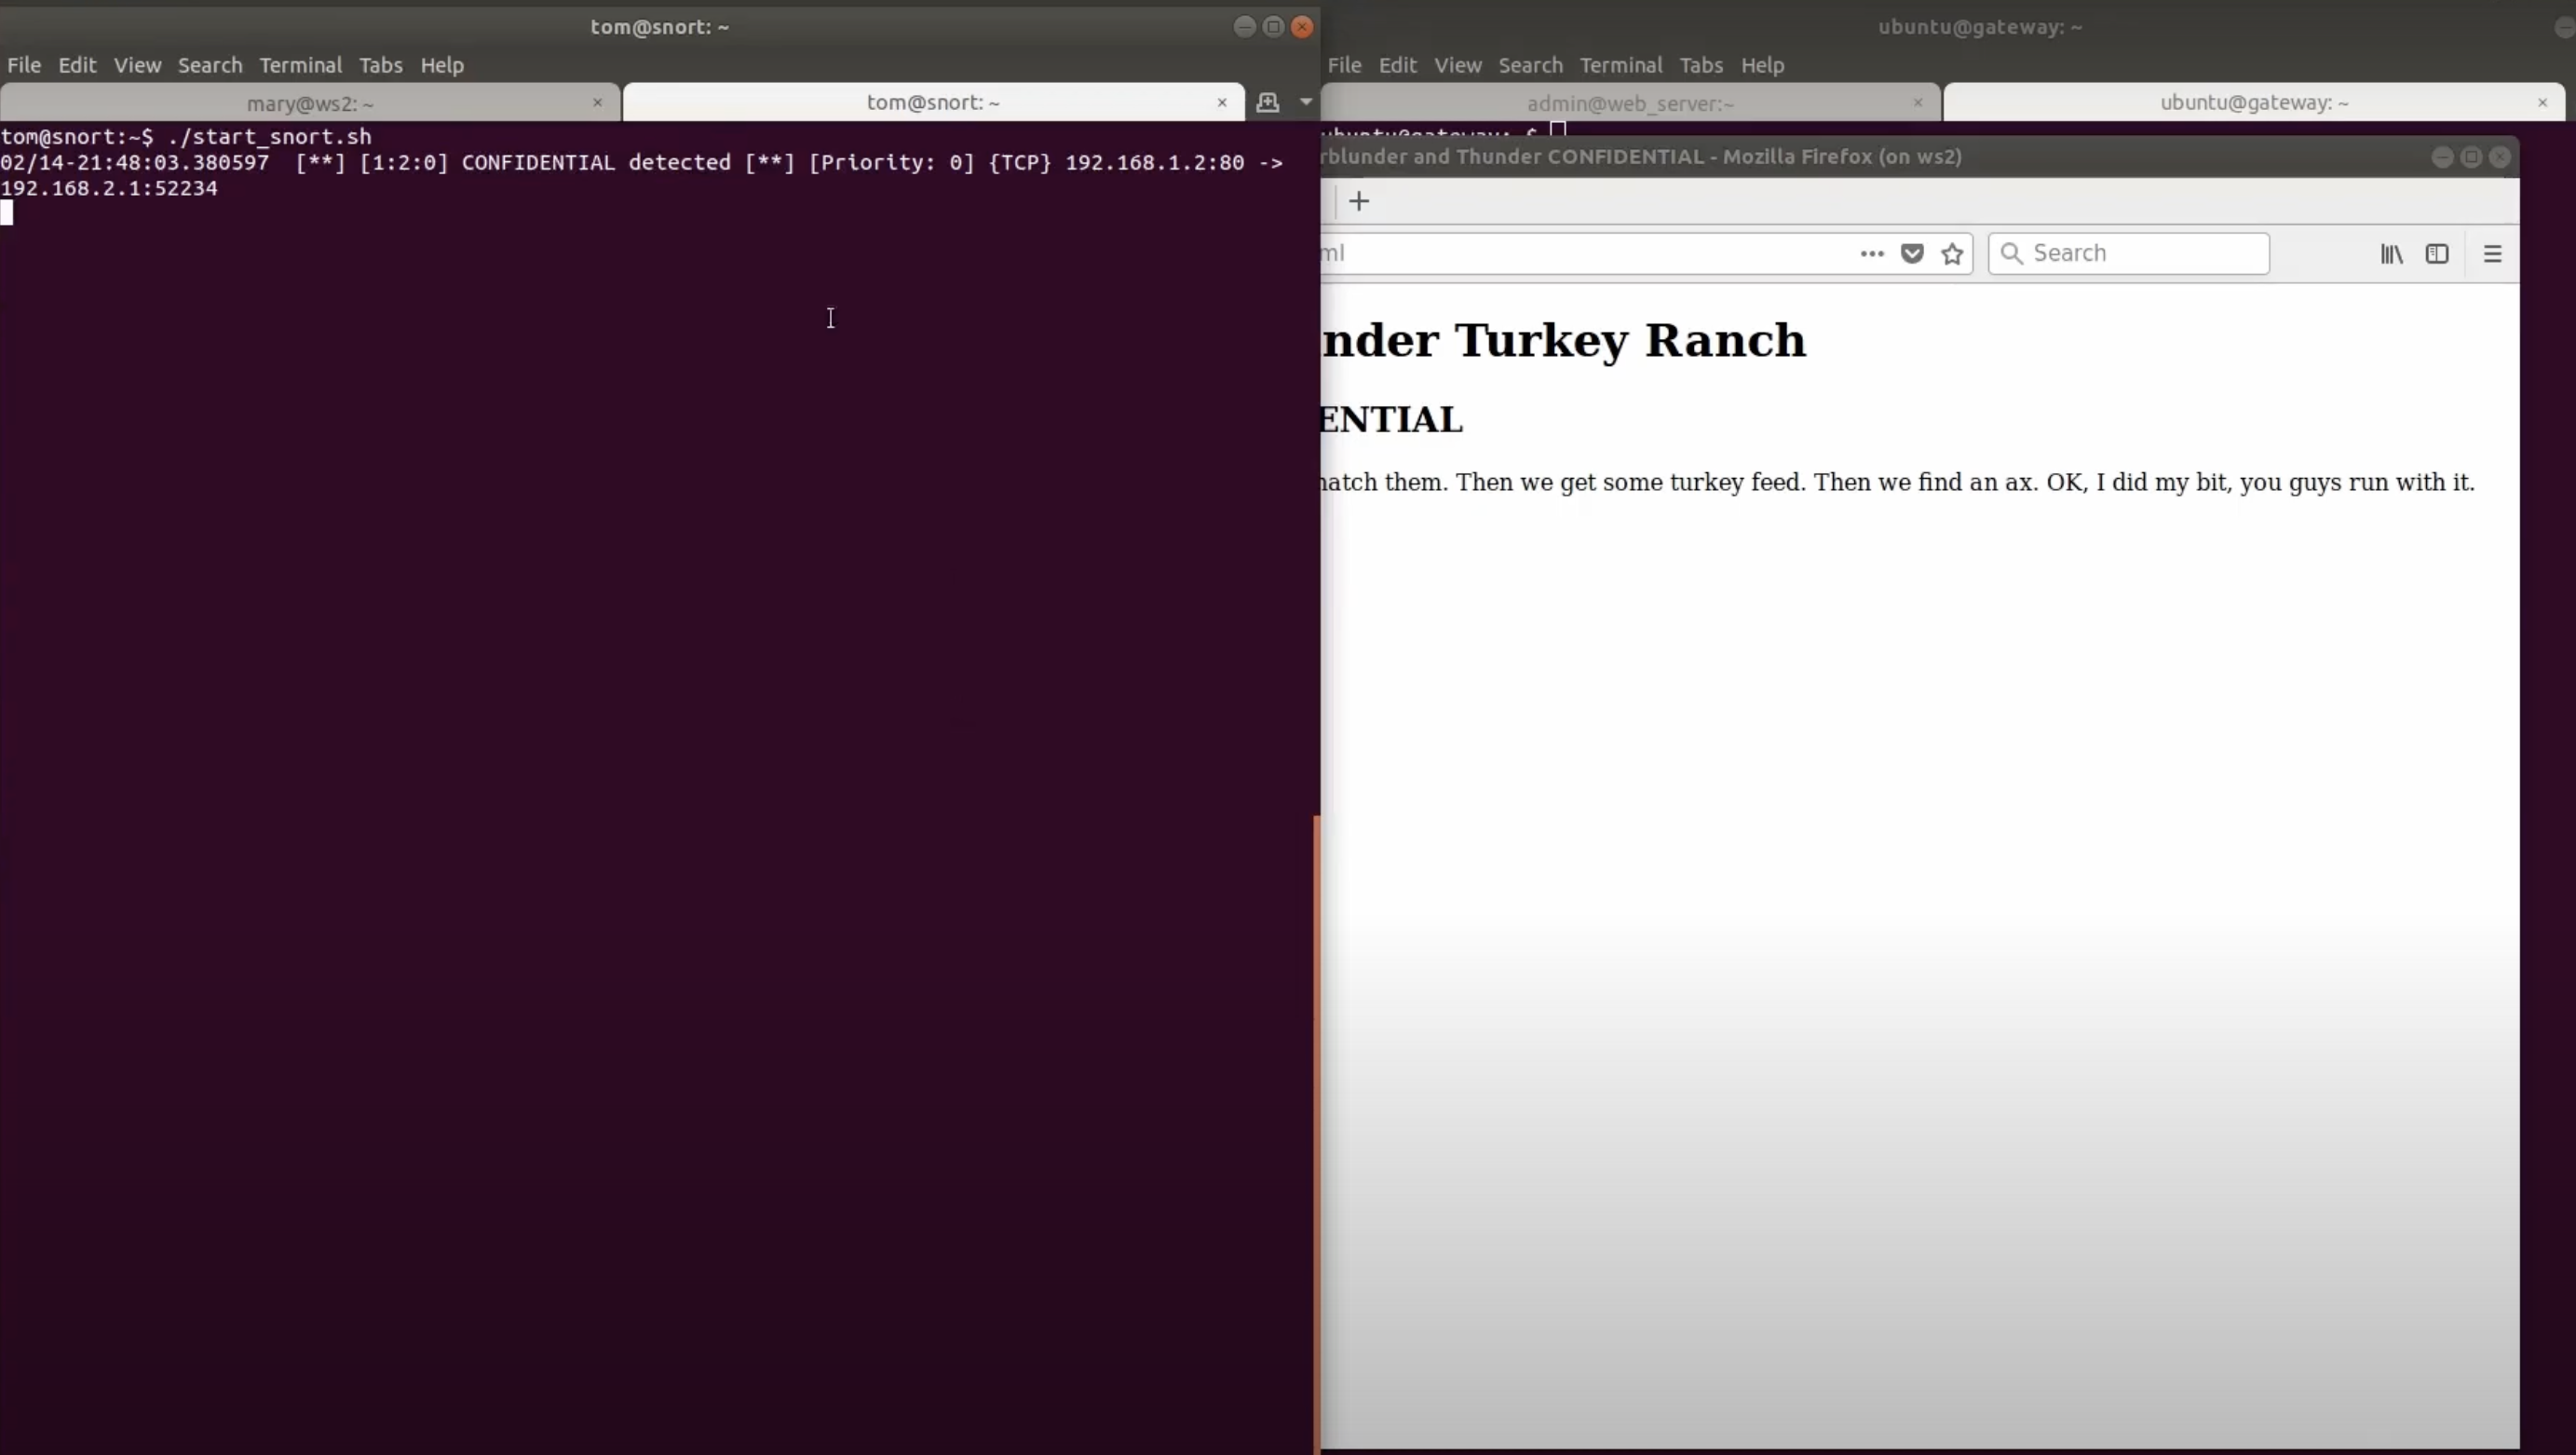 tom@snort: ~
File Edit View Search Terminal Tabs Help
mary@ws2: ~
tom@snort: ~
tom@snort:~$ ./start_snort.sh
02/14-21:48:03.380597  [**] [1:2:0] CONFIDENTIAL detected [**] [Priority: 0] {TCP} 192.168.1.2:80 ->
192.168.2.1:52234
ubuntu@gateway: ~
File Edit View Search Terminal Tabs Help
admin@web_server:~
ubuntu@gateway: ~
rblunder and Thunder CONFIDENTIAL - Mozilla Firefox (on ws2)
ml
Search
nder Turkey Ranch
ENTIAL
hatch them. Then we get some turkey feed. Then we find an ax. OK, I did my bit, you guys run with it.